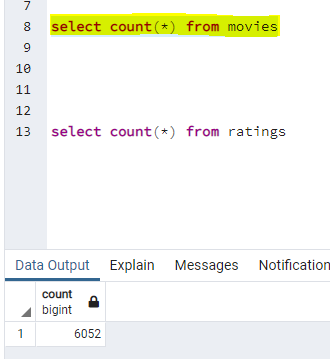 7
8 select count(*) from movies
9
10
11
12
13 select count(*) from ratings
Data Output Explain Messages Notification
count
bigint
1 6052